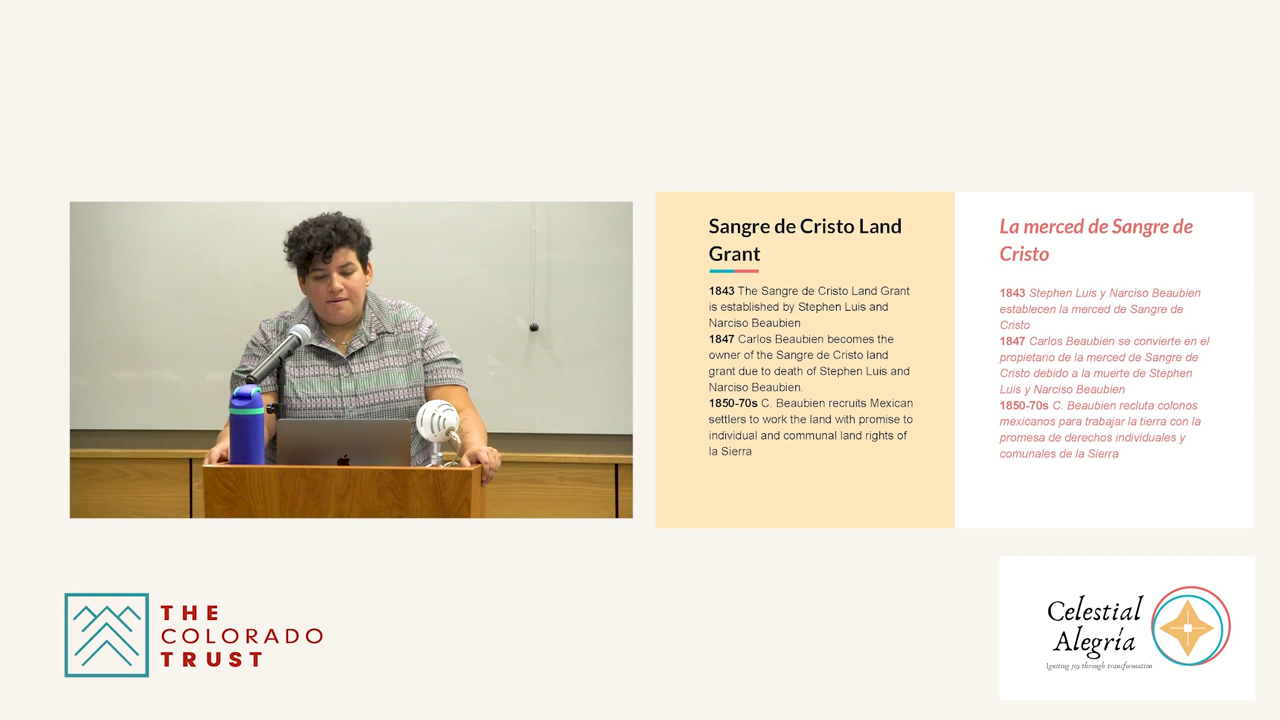 Sangre de Cristo Land
Grant
1843 The Sangre de Cristo Land Grant
is established by Stephen Luis and
Narciso Beaubien
1847 Carlos Beaubien becomes the
owner of the Sangre de Cristo land
grant due to death of Stephen Luis and
Narciso Beaubien.
1850-70s C. Beaubien recruits Mexican
settlers to work the land with promise to
individual and communal land rights of
la Sierra
La merced de Sangre de
Cristo
1843 Stephen Luis y Narciso Beaubien
establecen la merced de Sangre de
Cristo
1847 Carlos Beaubien se convierte en el
propietario de la merced de Sangre de
Cristo debido a la muerte de Stephen
Luis y Narciso Beaubien
1850-70s C. Beaubien recluta colonos
mexicanos para trabajar la tierra con la
promesa de derechos individuales y
comunales de la Sierra
THE
COLORADO
TRUST
Celestial
Alegría
Igniting joy through transformation